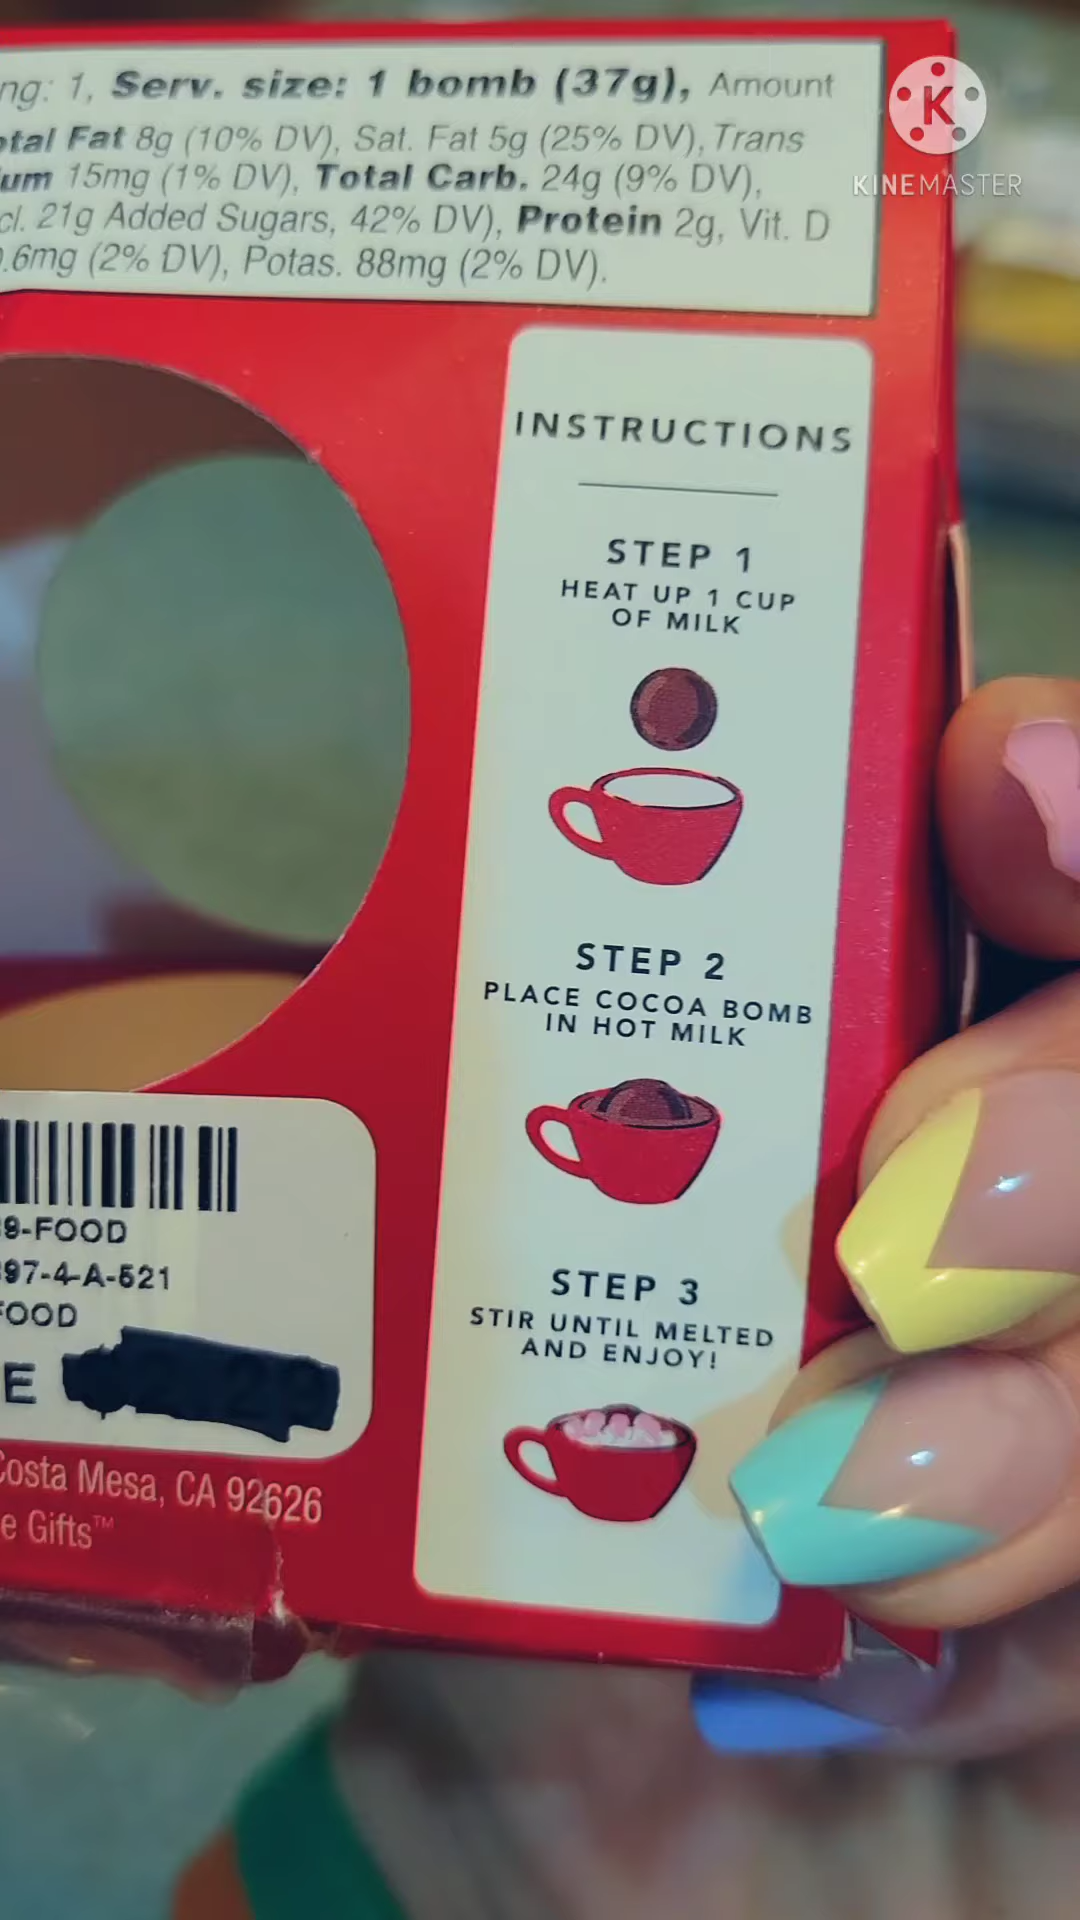 ng: 1, Serv. size: 1 bomb (37g), Amount
otal Fat 8g (10% DV), Sat. Fat 5g (25% DV), Trans
um 15mg (1% DV), Total Carb. 24g (9% DV),
cl. 21g Added Sugars, 42% DV), Protein 2g, Vit. D
.6mg (2% DV), Potas. 88mg (2% DV).
K
KINEMASTER
INSTRUCTIONS
STEP 1
HEAT UP 1 CUP
OF MILK
STEP 2
PLACE COCOA BOMB
IN HOT MILK
STEP 3
STIR UNTIL MELTED
AND ENJOY!
9-FOOD
97-4-A-521
FOOD
E
Costa Mesa, CA 92626
e Gifts™